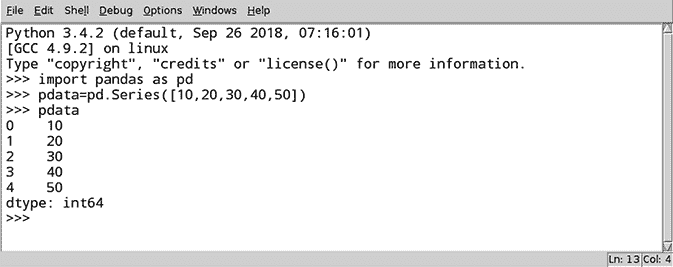 File Edit Shell Debug Options Windows Help
Python 3.4.2 (default, Sep 26 2018, 07:16:01)
[GCC 4.9.2] on linux
Type "copyright", "credits" or "license()" for more information.
>>> import pandas as pd
>>> pdata=pd.Series([10,20,30,40,50])
>>> pdata
0    10
1    20
2    30
3    40
4    50
dtype: int64
>>>
Ln: 13 Col: 4